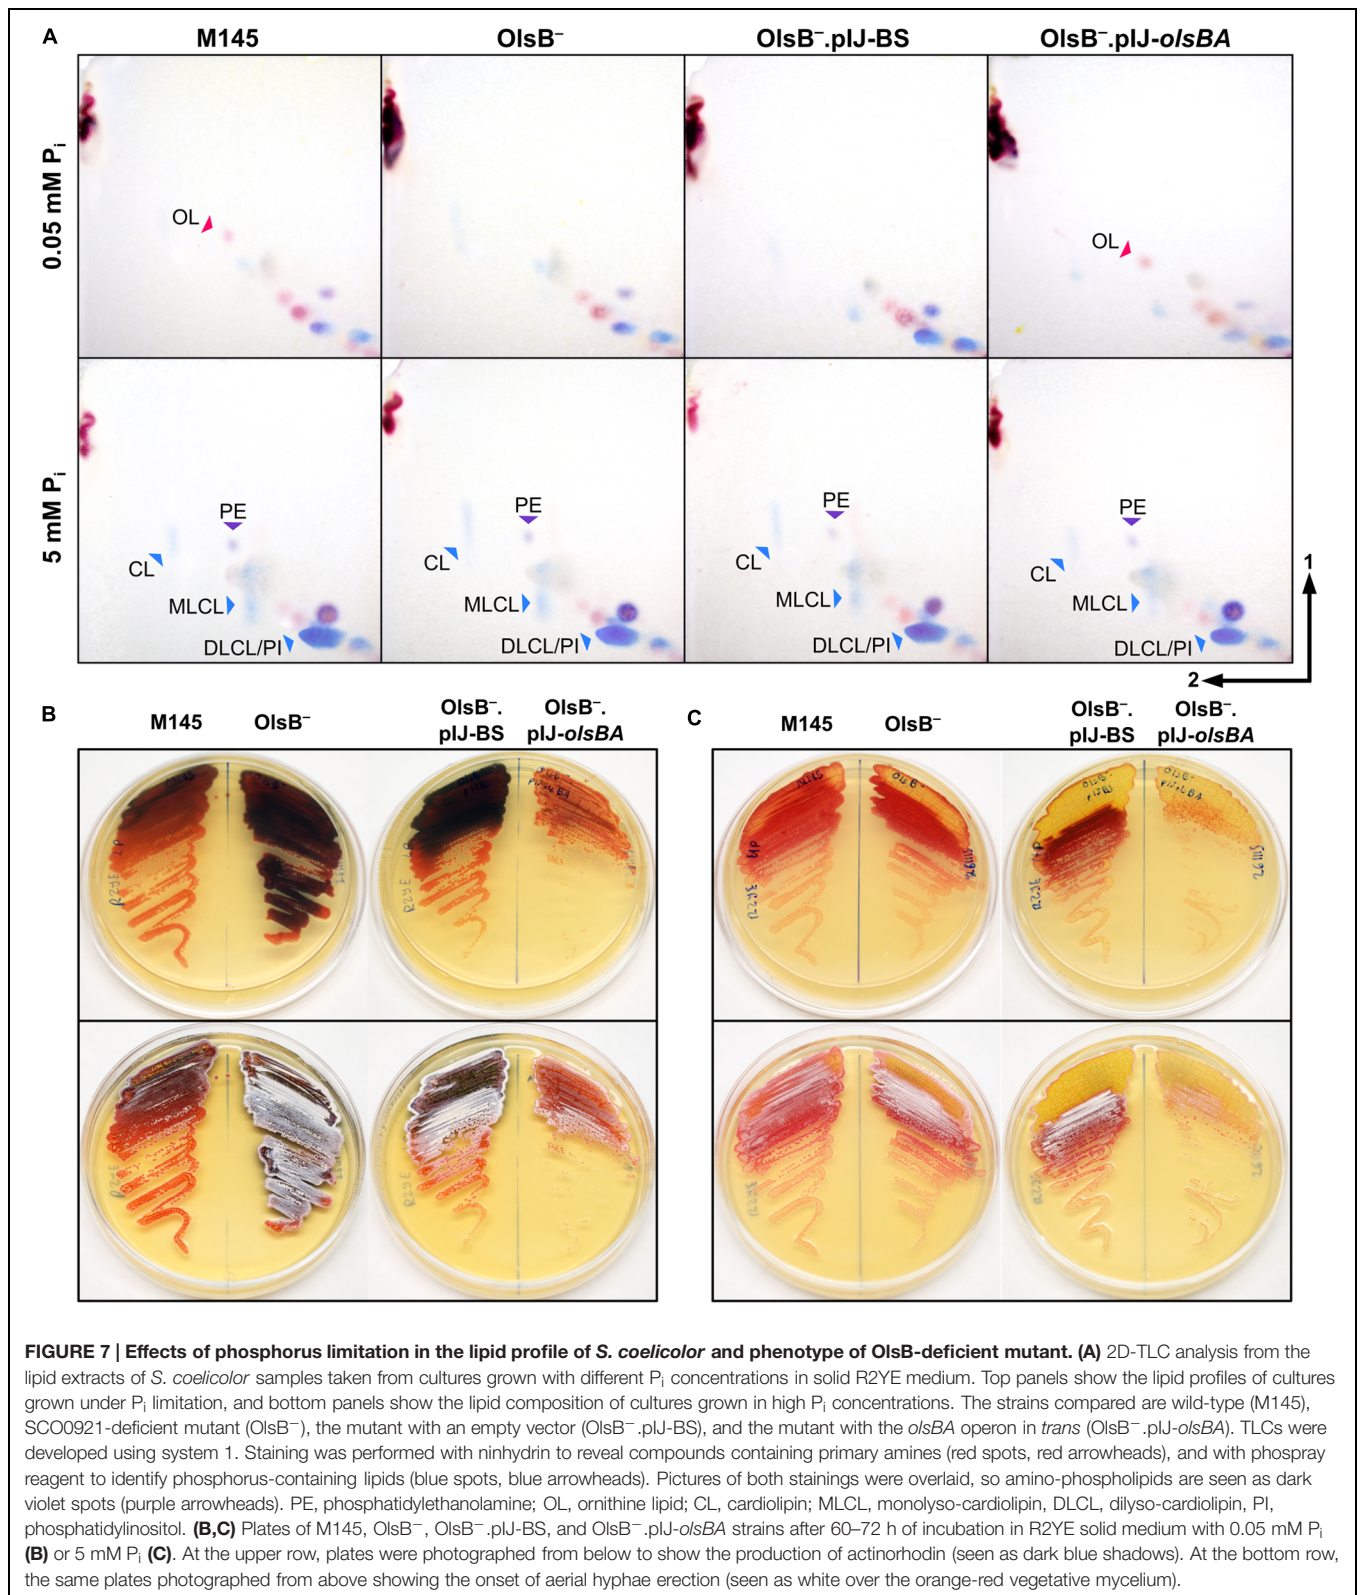 A
M145
OlsB⁻
OlsB⁻.pIJ-BS
OlsB⁻.pIJ-olsBA
0.05 mM Pi
OL
OL
5 mM Pi
PE
CL
MLCL
DLCL/PI
PE
CL
MLCL
DLCL/PI
PE
CL
MLCL
DLCL/PI
PE
CL
MLCL
DLCL/PI
1
2
B
M145
OlsB⁻
OlsB⁻.
pIJ-BS
OlsB⁻.
pIJ-olsBA
C
M145
OlsB⁻
OlsB⁻.
pIJ-BS
OlsB⁻.
pIJ-olsBA
FIGURE 7 | Effects of phosphorus limitation in the lipid profile of S. coelicolor and phenotype of OlsB-deficient mutant. (A) 2D-TLC analysis from the
lipid extracts of S. coelicolor samples taken from cultures grown with different Pi concentrations in solid R2YE medium. Top panels show the lipid profiles of cultures
grown under Pi limitation, and bottom panels show the lipid composition of cultures grown in high Pi concentrations. The strains compared are wild-type (M145),
SCO0921-deficient mutant (OlsB⁻), the mutant with an empty vector (OlsB⁻.pIJ-BS), and the mutant with the olsBA operon in trans (OlsB⁻.pIJ-olsBA). TLCs were
developed using system 1. Staining was performed with ninhydrin to reveal compounds containing primary amines (red spots, red arrowheads), and with phospray
reagent to identify phosphorus-containing lipids (blue spots, blue arrowheads). Pictures of both stainings were overlaid, so amino-phospholipids are seen as dark
violet spots (purple arrowheads). PE, phosphatidylethanolamine; OL, ornithine lipid; CL, cardiolipin; MLCL, monolyso-cardiolipin, DLCL, dilyso-cardiolipin, PI,
phosphatidylinositol. (B,C) Plates of M145, OlsB⁻, OlsB⁻.pIJ-BS, and OlsB⁻.pIJ-olsBA strains after 60–72 h of incubation in R2YE solid medium with 0.05 mM Pi
(B) or 5 mM Pi (C). At the upper row, plates were photographed from below to show the production of actinorhodin (seen as dark blue shadows). At the bottom row,
the same plates photographed from above showing the onset of aerial hyphae erection (seen as white over the orange-red vegetative mycelium).